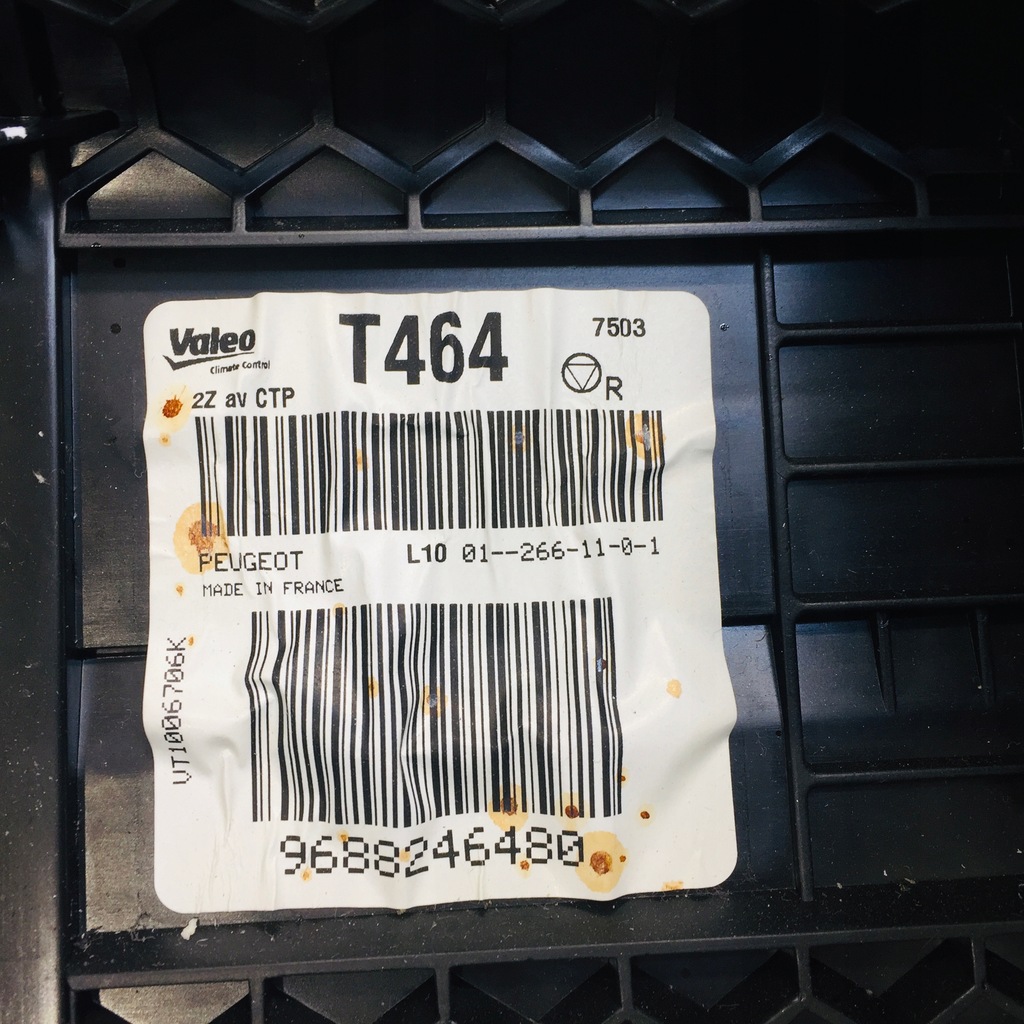 Valeo
Climate Control
T464
7503
R
2Z av CTP
PEUGEOT
L10 01--266-11-0-1
MADE IN FRANCE
VT1006706K
9688246480